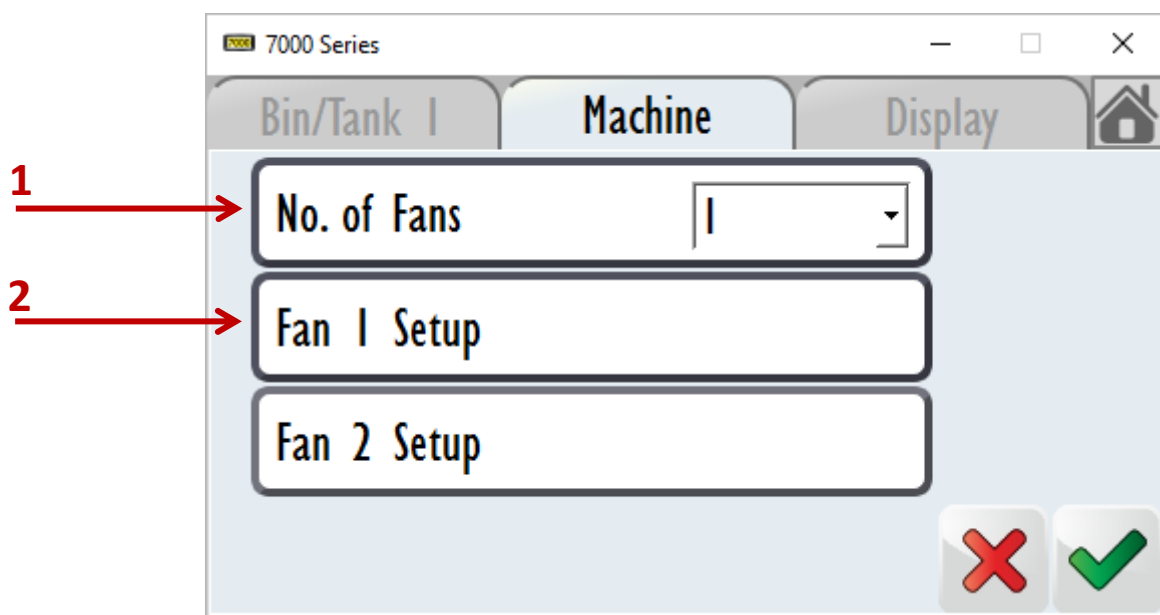 7000 Series
Bin/Tank 1 Machine Display
1
No. of Fans 1
2
Fan 1 Setup
Fan 2 Setup